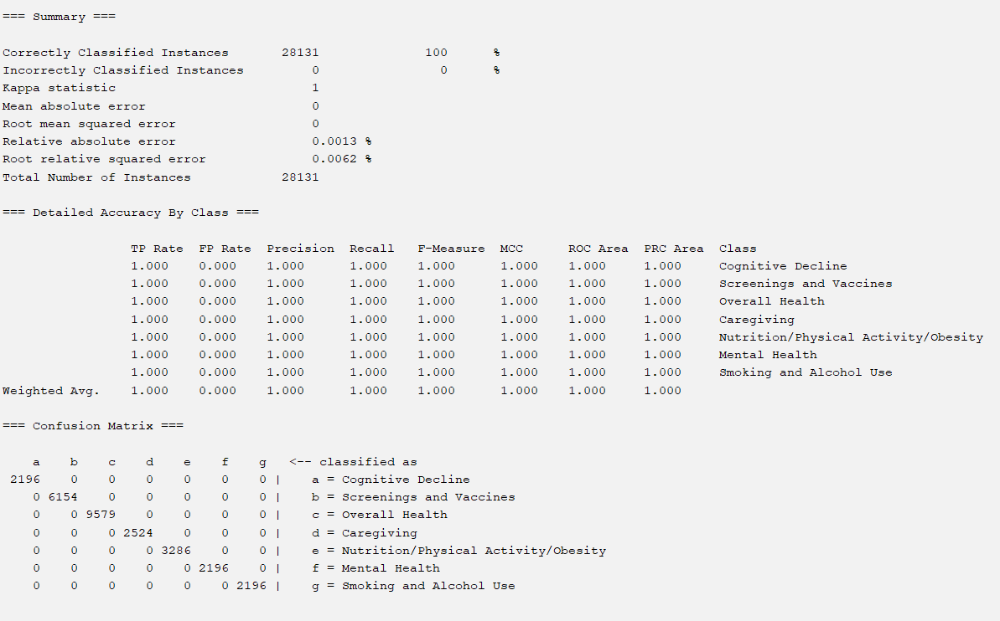 === Summary ===
Correctly Classified Instances 28131 100 %
Incorrectly Classified Instances 0 0 %
Kappa statistic 1
Mean absolute error 0
Root mean squared error 0
Relative absolute error 0.0013 %
Root relative squared error 0.0062 %
Total Number of Instances 28131
=== Detailed Accuracy By Class ===
TP Rate FP Rate Precision Recall F-Measure MCC ROC Area PRC Area Class
1.000 0.000 1.000 1.000 1.000 1.000 1.000 1.000 Cognitive Decline
1.000 0.000 1.000 1.000 1.000 1.000 1.000 1.000 Screenings and Vaccines
1.000 0.000 1.000 1.000 1.000 1.000 1.000 1.000 Overall Health
1.000 0.000 1.000 1.000 1.000 1.000 1.000 1.000 Caregiving
1.000 0.000 1.000 1.000 1.000 1.000 1.000 1.000 Nutrition/Physical Activity/Obesity
1.000 0.000 1.000 1.000 1.000 1.000 1.000 1.000 Mental Health
1.000 0.000 1.000 1.000 1.000 1.000 1.000 1.000 Smoking and Alcohol Use
Weighted Avg. 1.000 0.000 1.000 1.000 1.000 1.000 1.000 1.000
=== Confusion Matrix ===
a b c d e f g <-- classified as
2196 0 0 0 0 0 0 | a = Cognitive Decline
0 6154 0 0 0 0 0 | b = Screenings and Vaccines
0 0 9579 0 0 0 0 | c = Overall Health
0 0 0 2524 0 0 0 | d = Caregiving
0 0 0 0 3286 0 0 | e = Nutrition/Physical Activity/Obesity
0 0 0 0 0 2196 0 | f = Mental Health
0 0 0 0 0 0 2196 | g = Smoking and Alcohol Use